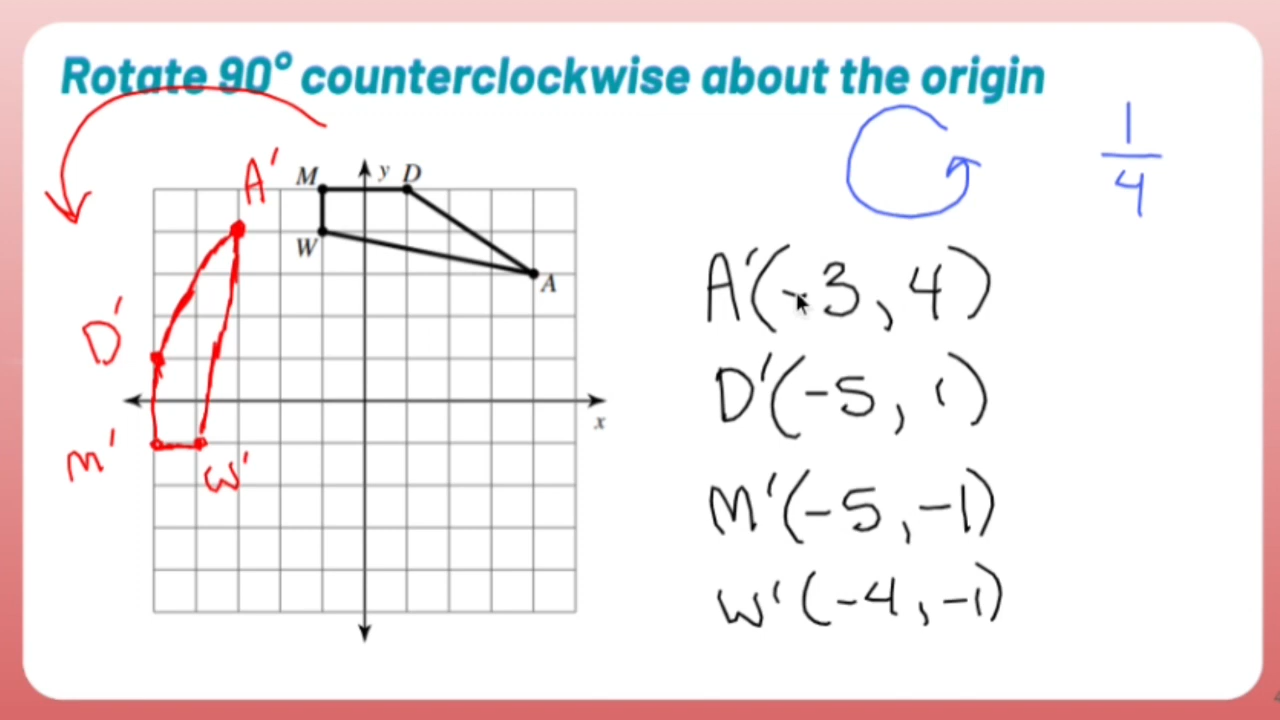 Rotate 90° counterclockwise about the origin
1
4
A'
M
y
D
W
A
D'
x
M'
W'
A'(-3, 4)
D'(-5, 1)
M'(-5, -1)
W'(-4, -1)